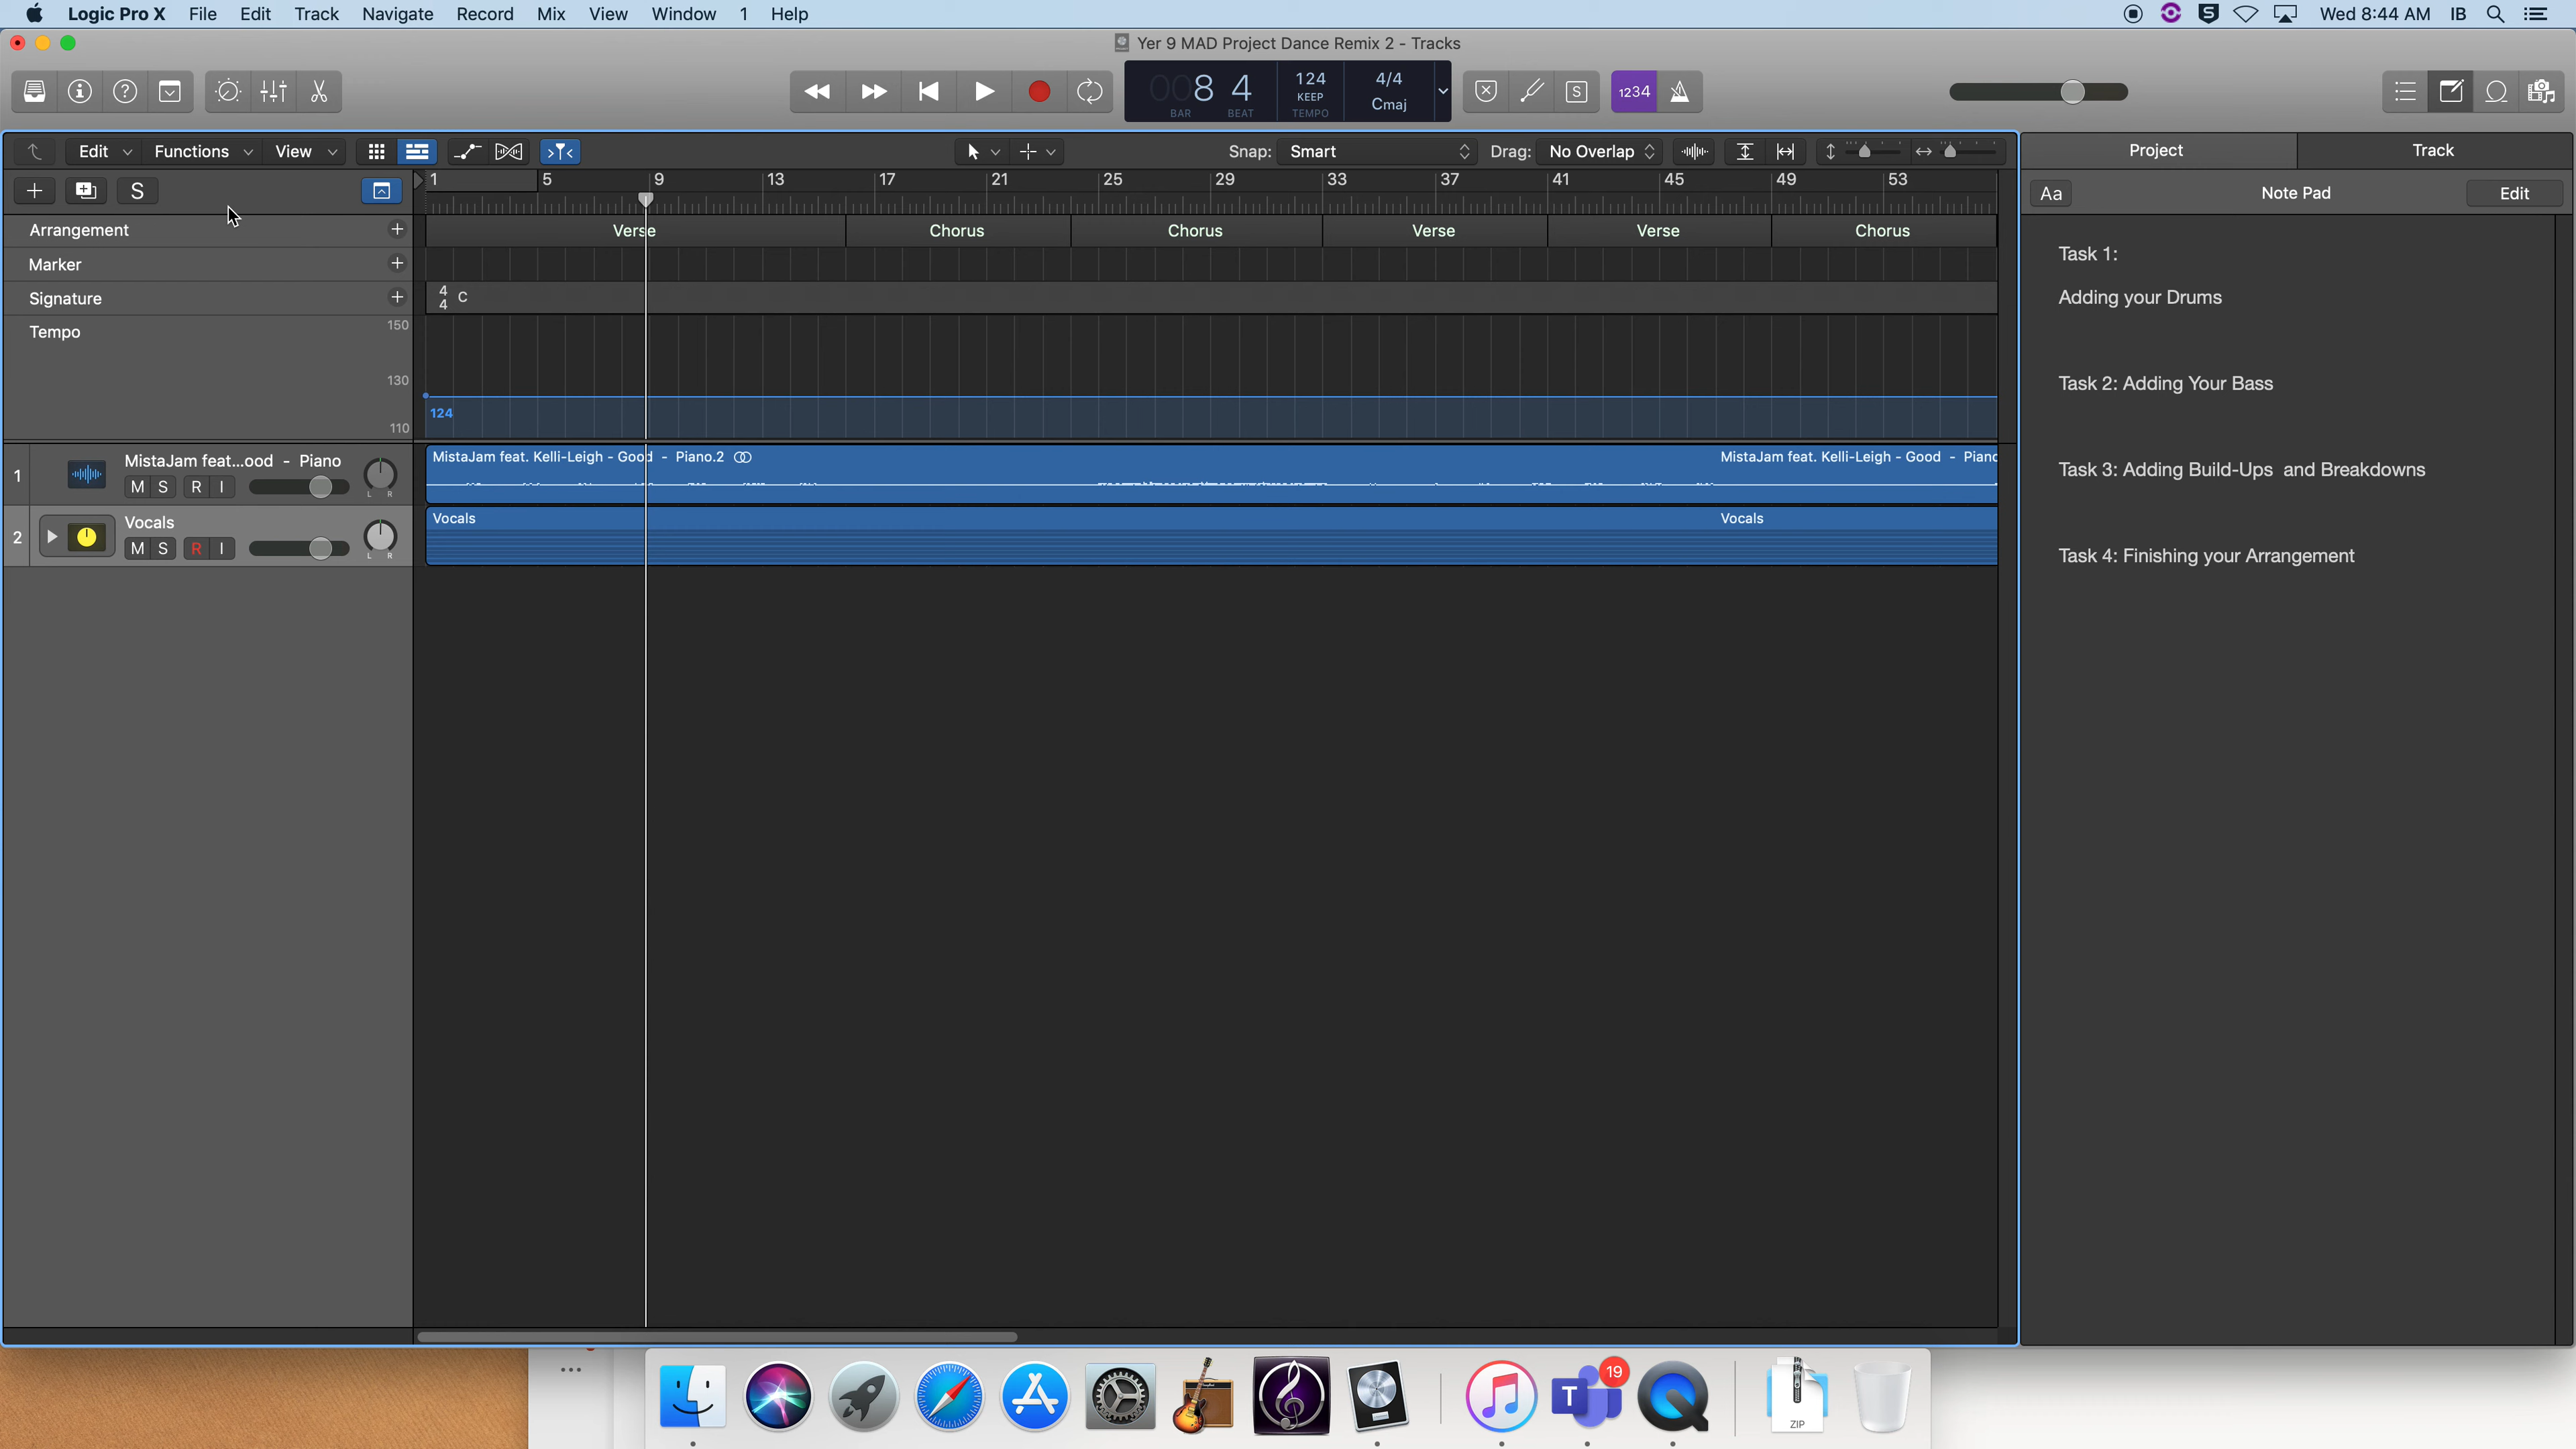 Logic Pro X File Edit Track Navigate Record Mix View Window 1 Help Wed 8:44 AM IB
Yer 9 MAD Project Dance Remix 2 - Tracks
008 4 124 KEEP 4/4 Cmaj
BAR BEAT TEMPO
S 1234
Edit Functions View Snap: Smart Drag: No Overlap
Project Track
S
1 5 9 13 17 21 25 29 33 37 41 45 49 53
Aa Note Pad Edit
Arrangement
Verse Chorus Chorus Verse Verse Chorus
Marker
Signature
4 4 C
Tempo
150
130
110
124
Task 1:
Adding your Drums
Task 2: Adding Your Bass
Task 3: Adding Build-Ups and Breakdowns
Task 4: Finishing your Arrangement
1 MistaJam feat...ood - Piano
M S R I L R
MistaJam feat. Kelli-Leigh - Good - Piano.2
MistaJam feat. Kelli-Leigh - Good - Piano
2 Vocals
M S R I L R
Vocals Vocals
T 19
ZIP